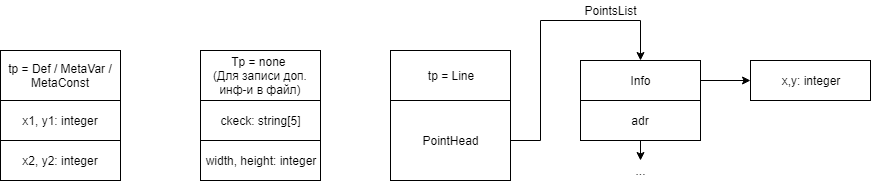 PointsList
tp = Def / MetaVar /
MetaConst
x1, y1: integer
x2, y2: integer
Tp = none
(Для записи доп.
инф-и в файл)
ckeck: string[5]
width, height: integer
tp = Line
PointHead
Info
adr
...
x,y: integer